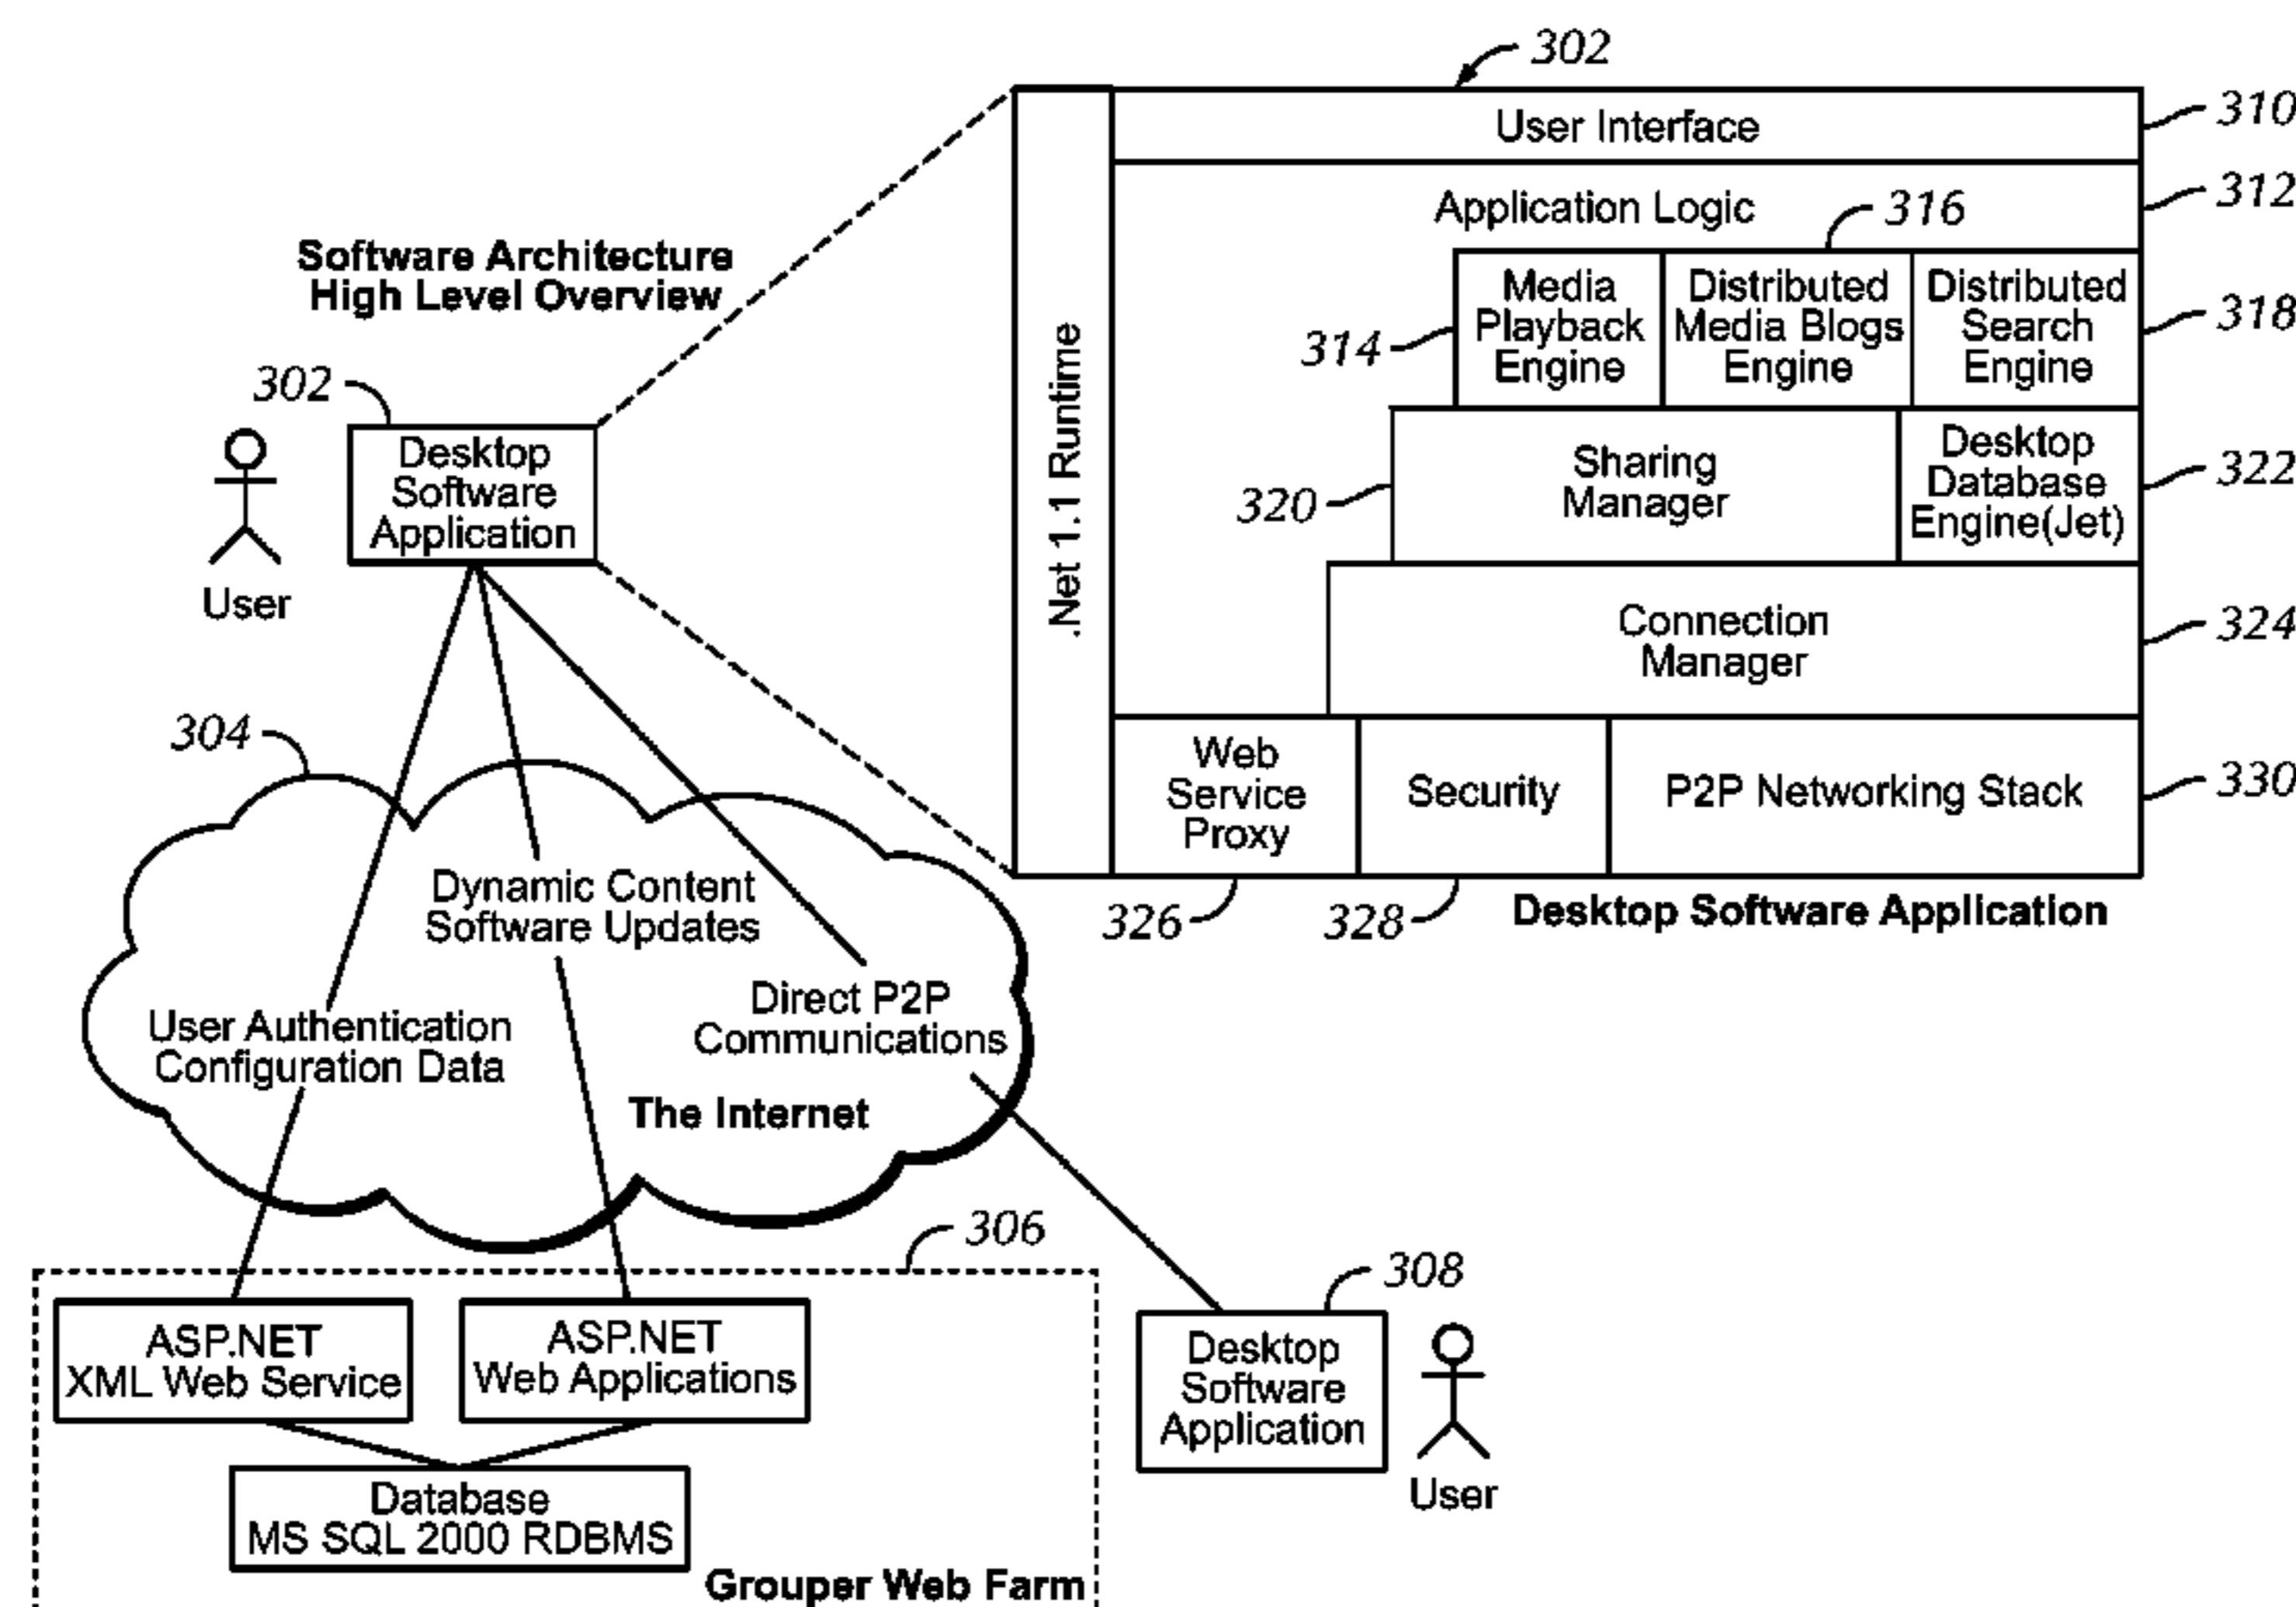 302
User Interface
310
Application Logic
312
316
Software Architecture
High Level Overview
.Net 1.1 Runtime
314
Media
Playback
Engine
Distributed
Media Blogs
Engine
Distributed
Search
Engine
318
302
Desktop
Software
Application
User
320
Sharing
Manager
Desktop
Database
Engine(Jet)
322
Connection
Manager
324
304
Web
Service
Proxy
Security
P2P Networking Stack
330
326
328
Desktop Software Application
Dynamic Content
Software Updates
Direct P2P
Communications
User Authentication
Configuration Data
The Internet
306
308
ASP.NET
XML Web Service
ASP.NET
Web Applications
Desktop
Software
Application
User
Database
MS SQL 2000 RDBMS
Grouper Web Farm